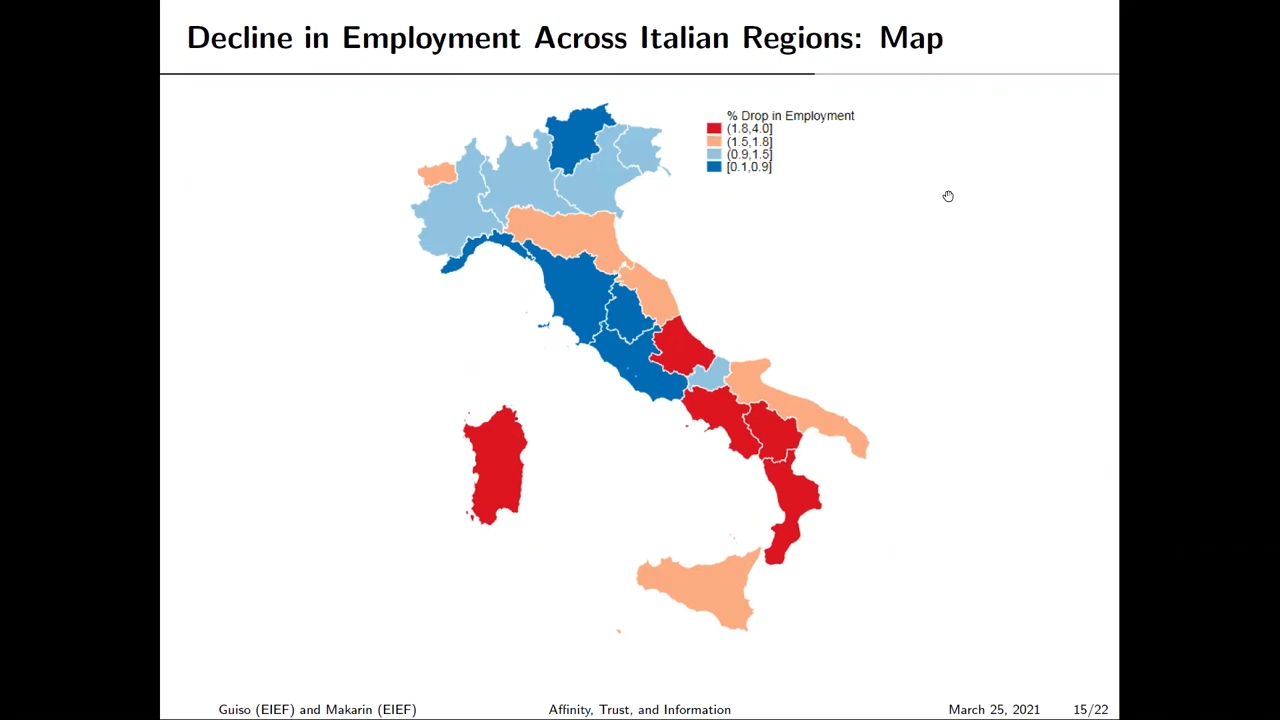 Decline in Employment Across Italian Regions: Map
% Drop in Employment
(1.8,4.0]
(1.5,1.8]
(0.9,1.5]
[0.1,0.9]
Guiso (EIEF) and Makarin (EIEF) Affinity, Trust, and Information March 25, 2021 15/22